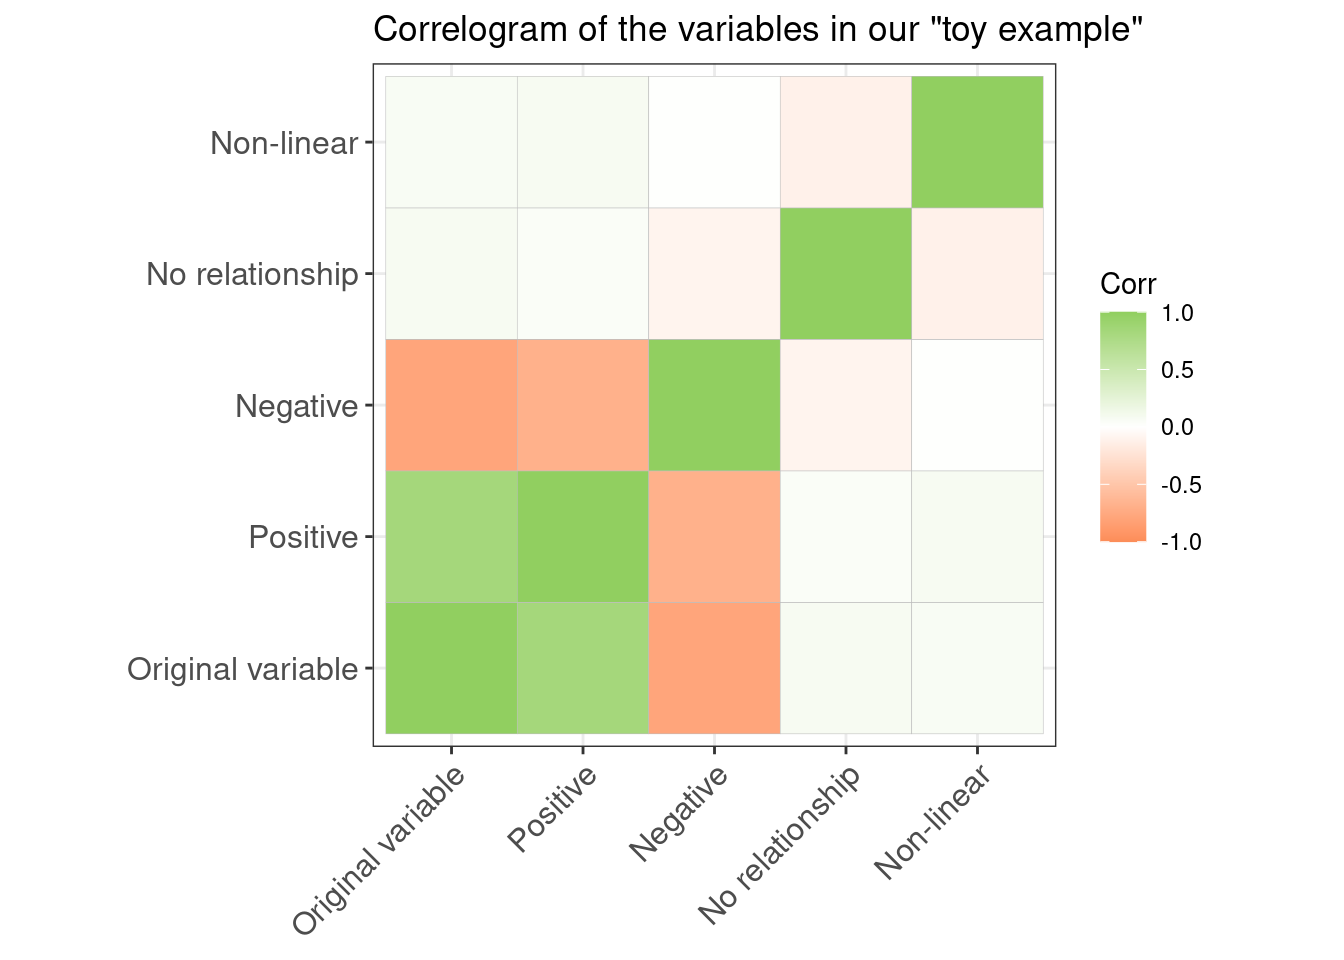 Correlogram of the variables in our "toy example"
Non-linear
No relationship
Negative
Positive
Original variable
Original variable
Positive
Negative
No relationship
Non-linear
Corr
1.0
0.5
0.0
-0.5
-1.0